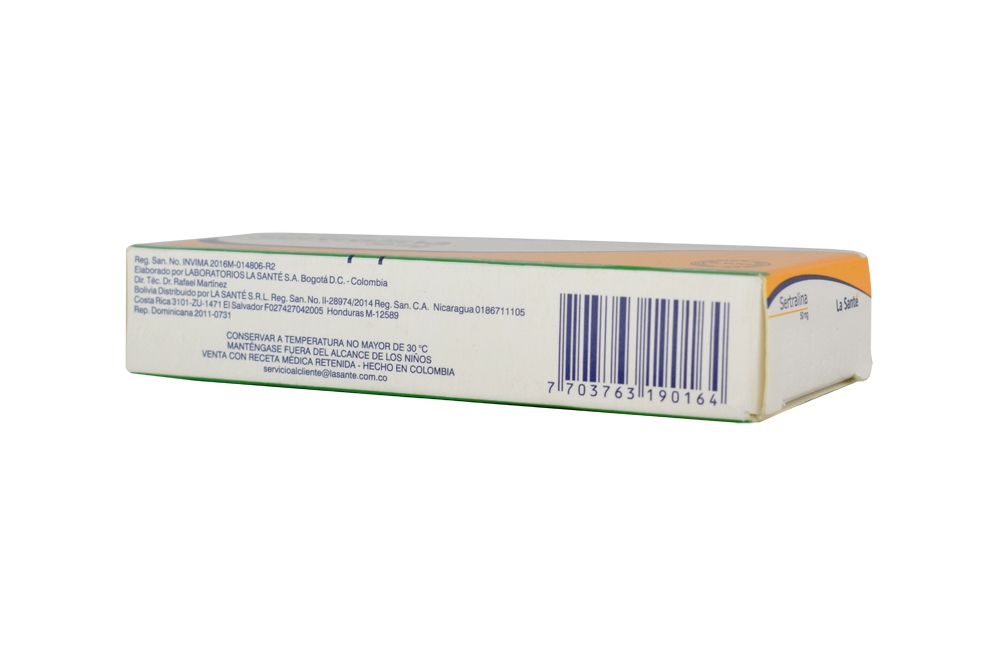 Reg. San. No. INVIMA 2016M-014806-R2
Elaborado por LABORATORIOS LA SANTÉ S.A. Bogotá D.C. - Colombia
Dir. Téc. Dr. Rafael Martínez
Bolivia Distribuido por LA SANTÉ S.R.L. Reg. San. No. II-28974/2014 Reg. San. C.A. Nicaragua 0186711105
Costa Rica 3101-ZU-1471 El Salvador F027427042005 Honduras M-12589
Rep. Dominicana 2011-0731
CONSERVAR A TEMPERATURA NO MAYOR DE 30 °C
MANTÉNGASE FUERA DEL ALCANCE DE LOS NIÑOS
VENTA CON RECETA MÉDICA RETENIDA - HECHO EN COLOMBIA
servicioalcliente@lasante.com.co
7 703763 190164
Sertralina
50 mg
La Santé